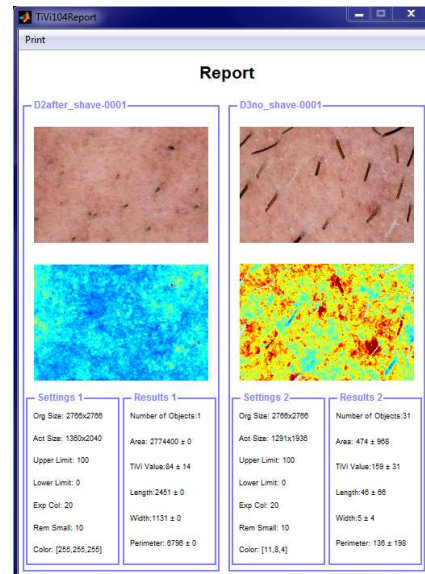 TiVi104Report
Print
Report
D2after_shave-0001
D3no_shave-0001
Settings 1
Org Size: 2766x2766
Act Size: 1360x2040
Upper Limit: 100
Lower Limit: 0
Exp Col: 20
Rem Small: 10
Color: [255,255,255]
Results 1
Number of Objects:1
Area: 2774400 ± 0
TiVi Value:84 ± 14
Length:2451 ± 0
Width:1131 ± 0
Perimeter: 6796 ± 0
Settings 2
Org Size: 2766x2766
Act Size: 1291x1936
Upper Limit: 100
Lower Limit: 0
Exp Col: 20
Rem Small: 10
Color: [11,8,4]
Results 2
Number of Objects:31
Area: 474 ± 968
TiVi Value:159 ± 31
Length:46 ± 66
Width:5 ± 4
Perimeter: 136 ± 198